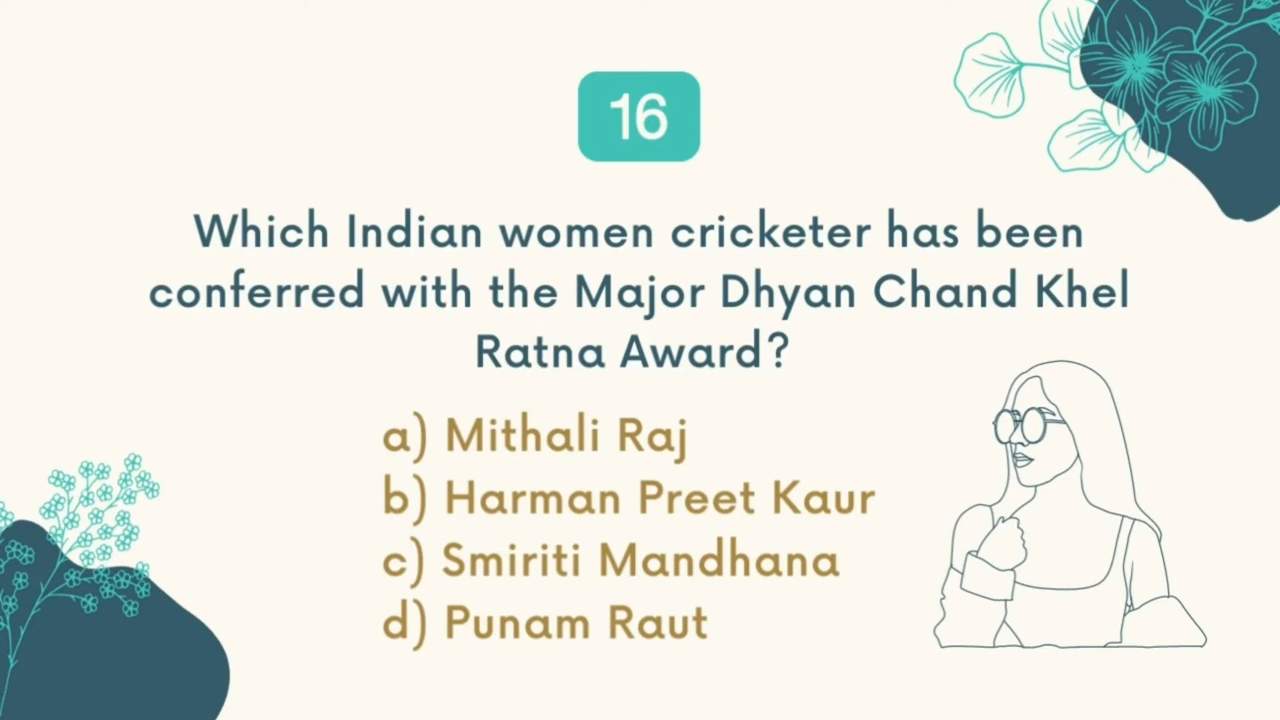 16
Which Indian women cricketer has been
conferred with the Major Dhyan Chand Khel
Ratna Award?
a) Mithali Raj
b) Harman Preet Kaur
c) Smiriti Mandhana
d) Punam Raut